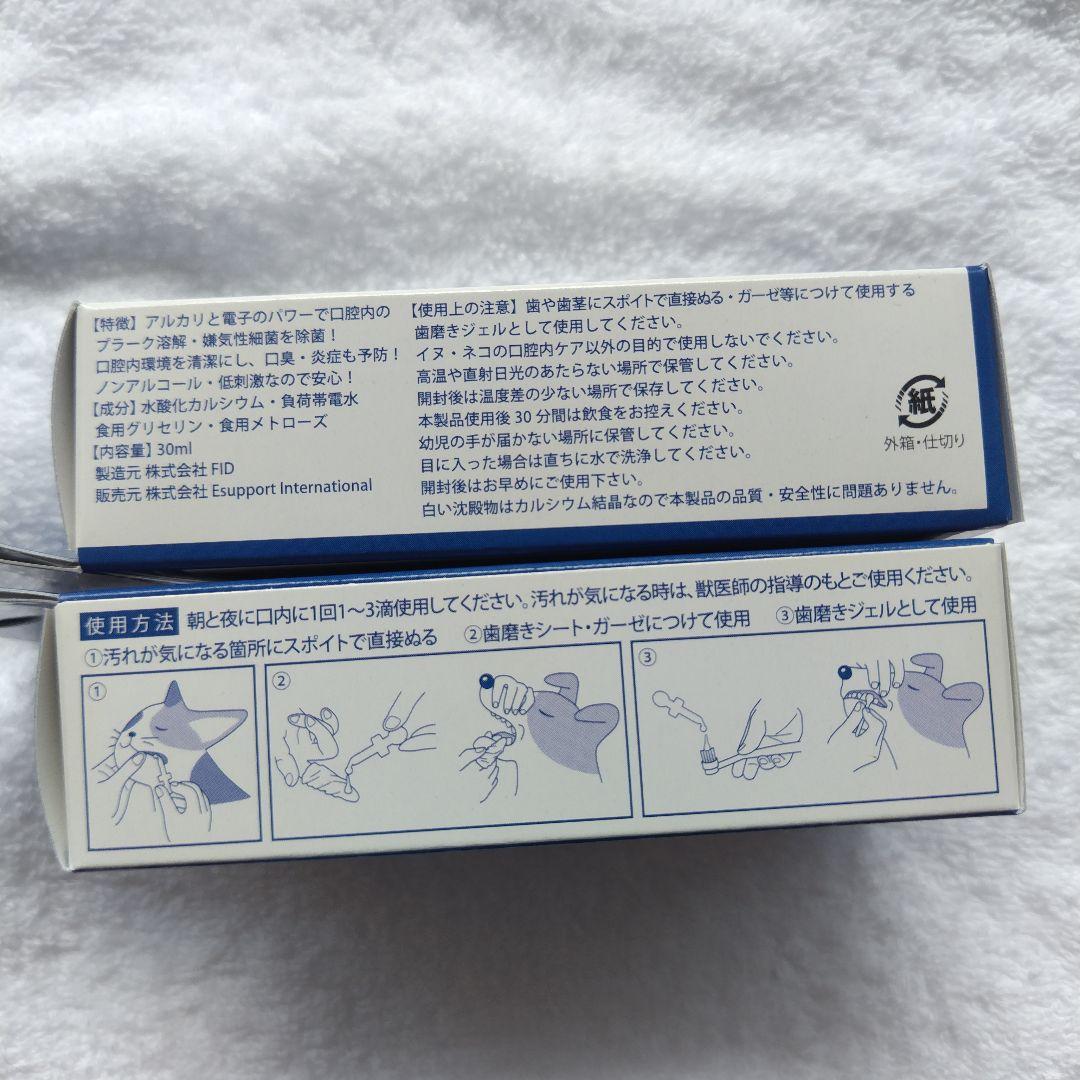 【特徴】アルカリと電子のパワーで口腔内の
プラーク溶解・嫌気性細菌を除菌！
口腔内環境を清潔にし、口臭・炎症も予防！
ノンアルコール・低刺激なので安心！
【成分】水酸化カルシウム・負荷帯電水
食用グリセリン・食用メトローズ
【内容量】30ml
製造元 株式会社 FID
販売元 株式会社 Esupport International
【使用上の注意】歯や歯茎にスポイトで直接ぬる・ガーゼ等につけて使用する
歯磨きジェルとして使用してください。
イヌ・ネコの口腔内ケア以外の目的で使用しないでください。
高温や直射日光のあたらない場所で保管してください。
開封後は温度差の少ない場所で保存してください。
本製品使用後 30 分間は飲食をお控えください。
幼児の手が届かない場所に保管してください。
目に入った場合は直ちに水で洗浄してください。
開封後はお早めにご使用下さい。
白い沈殿物はカルシウム結晶なので本製品の品質・安全性に問題ありません。
紙
外箱・仕切り
使用方法 朝と夜に口内に1回1〜3滴使用してください。汚れが気になる時は、獣医師の指導のもとご使用ください。
①汚れが気になる箇所にスポイトで直接ぬる ②歯磨きシート・ガーゼにつけて使用 ③歯磨きジェルとして使用
①
②
③